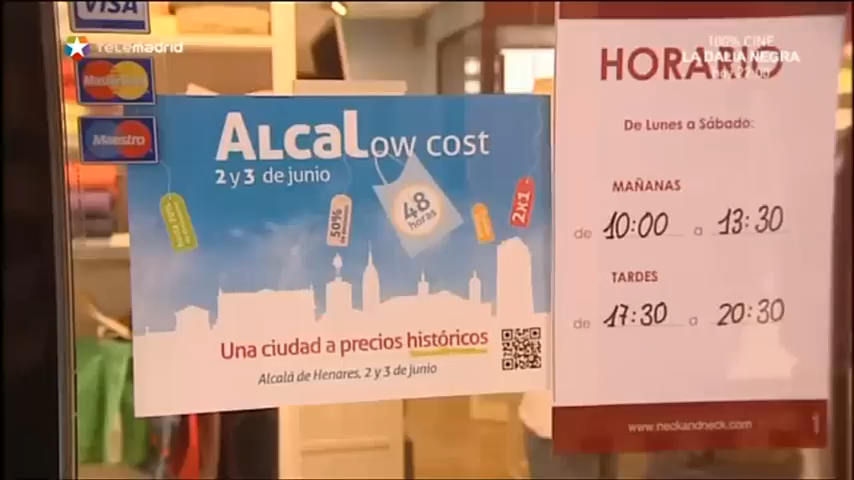 VISA
telemadrid
MasterCard
Maestro
ALCALOW COST
2 y 3 de junio
50%
48
horas
2X1
Una ciudad a precios históricos
Alcalá de Henares, 2 y 3 de junio
100% CINE
LA DALIA NEGRA
HORARIO
De Lunes a Sábado:
MAÑANAS
de 10:00 a 13:30
TARDES
de 17:30 a 20:30
www.neckandneck.com